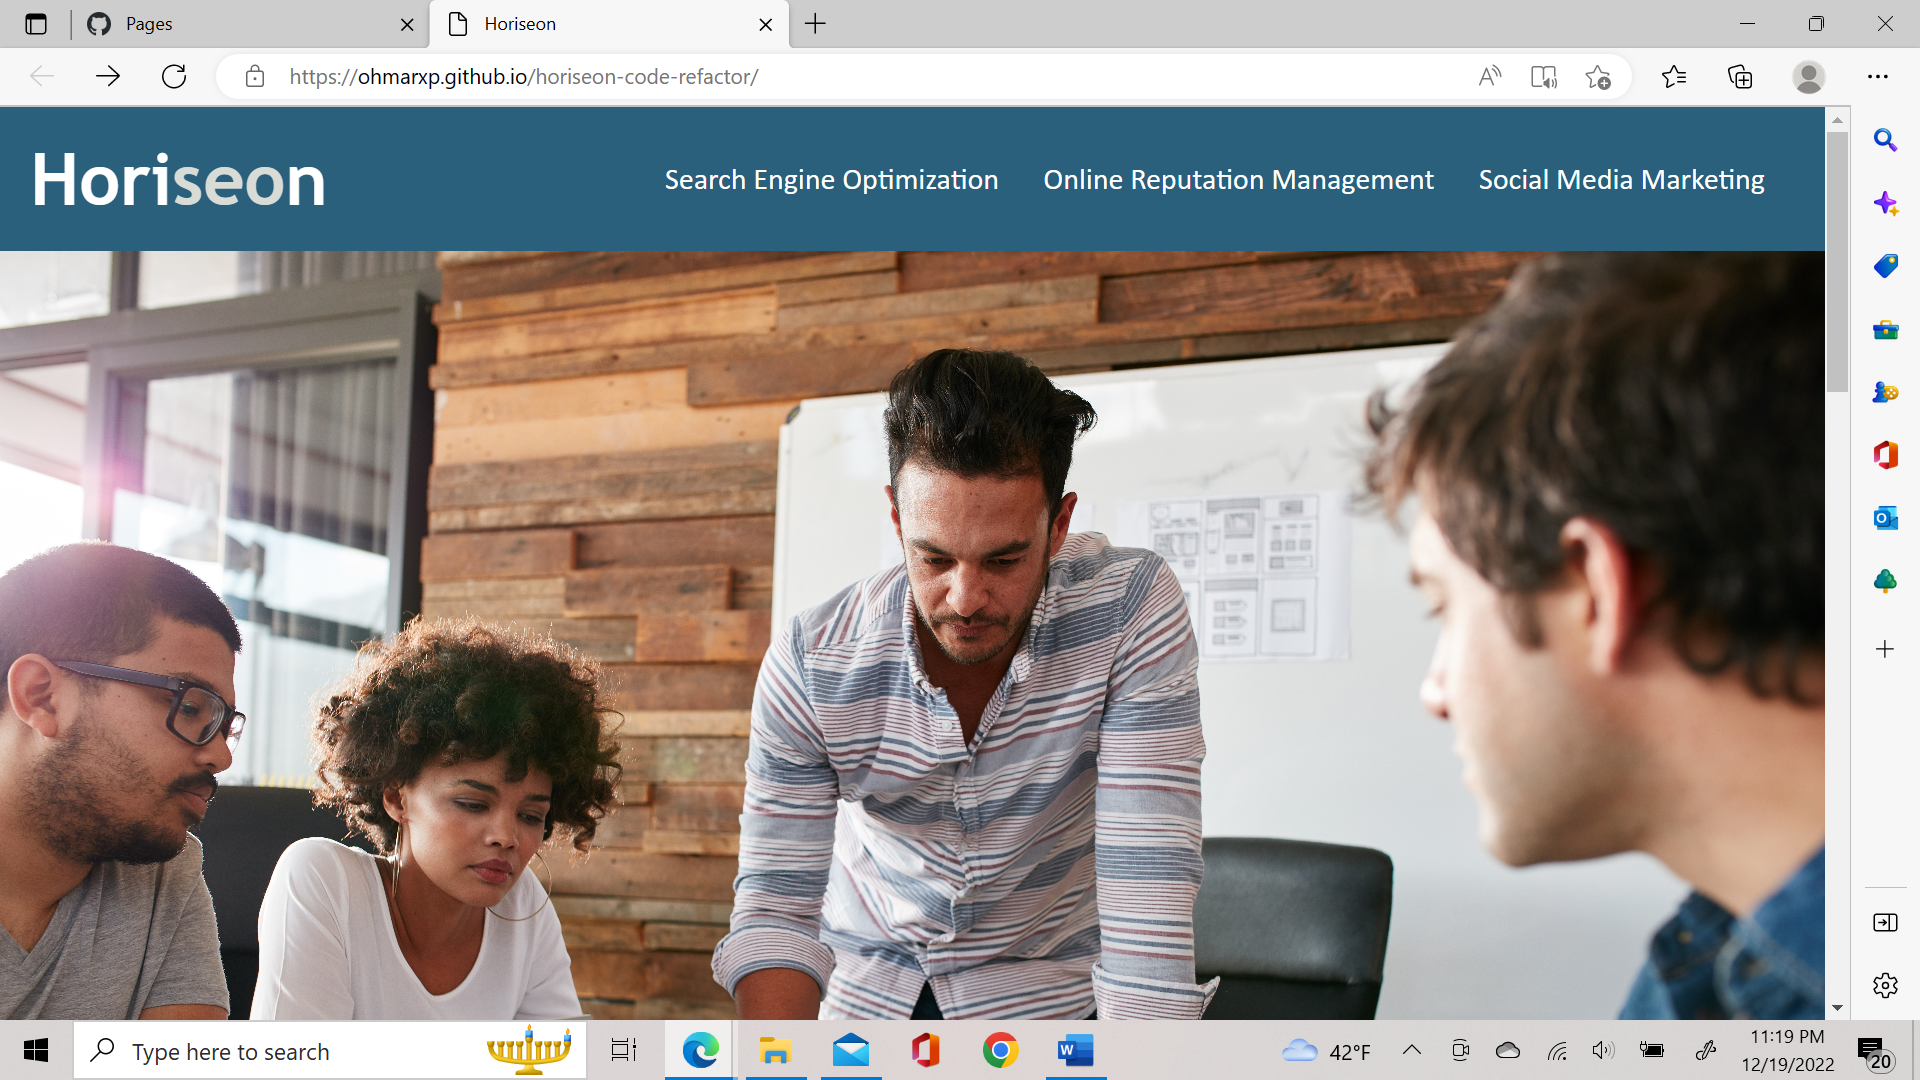 Pages
Horiseon
https://ohmarxp.github.io/horiseon-code-refactor/
Horiseon
Search Engine Optimization
Online Reputation Management
Social Media Marketing
Type here to search
42°F
11:19 PM
12/19/2022
20